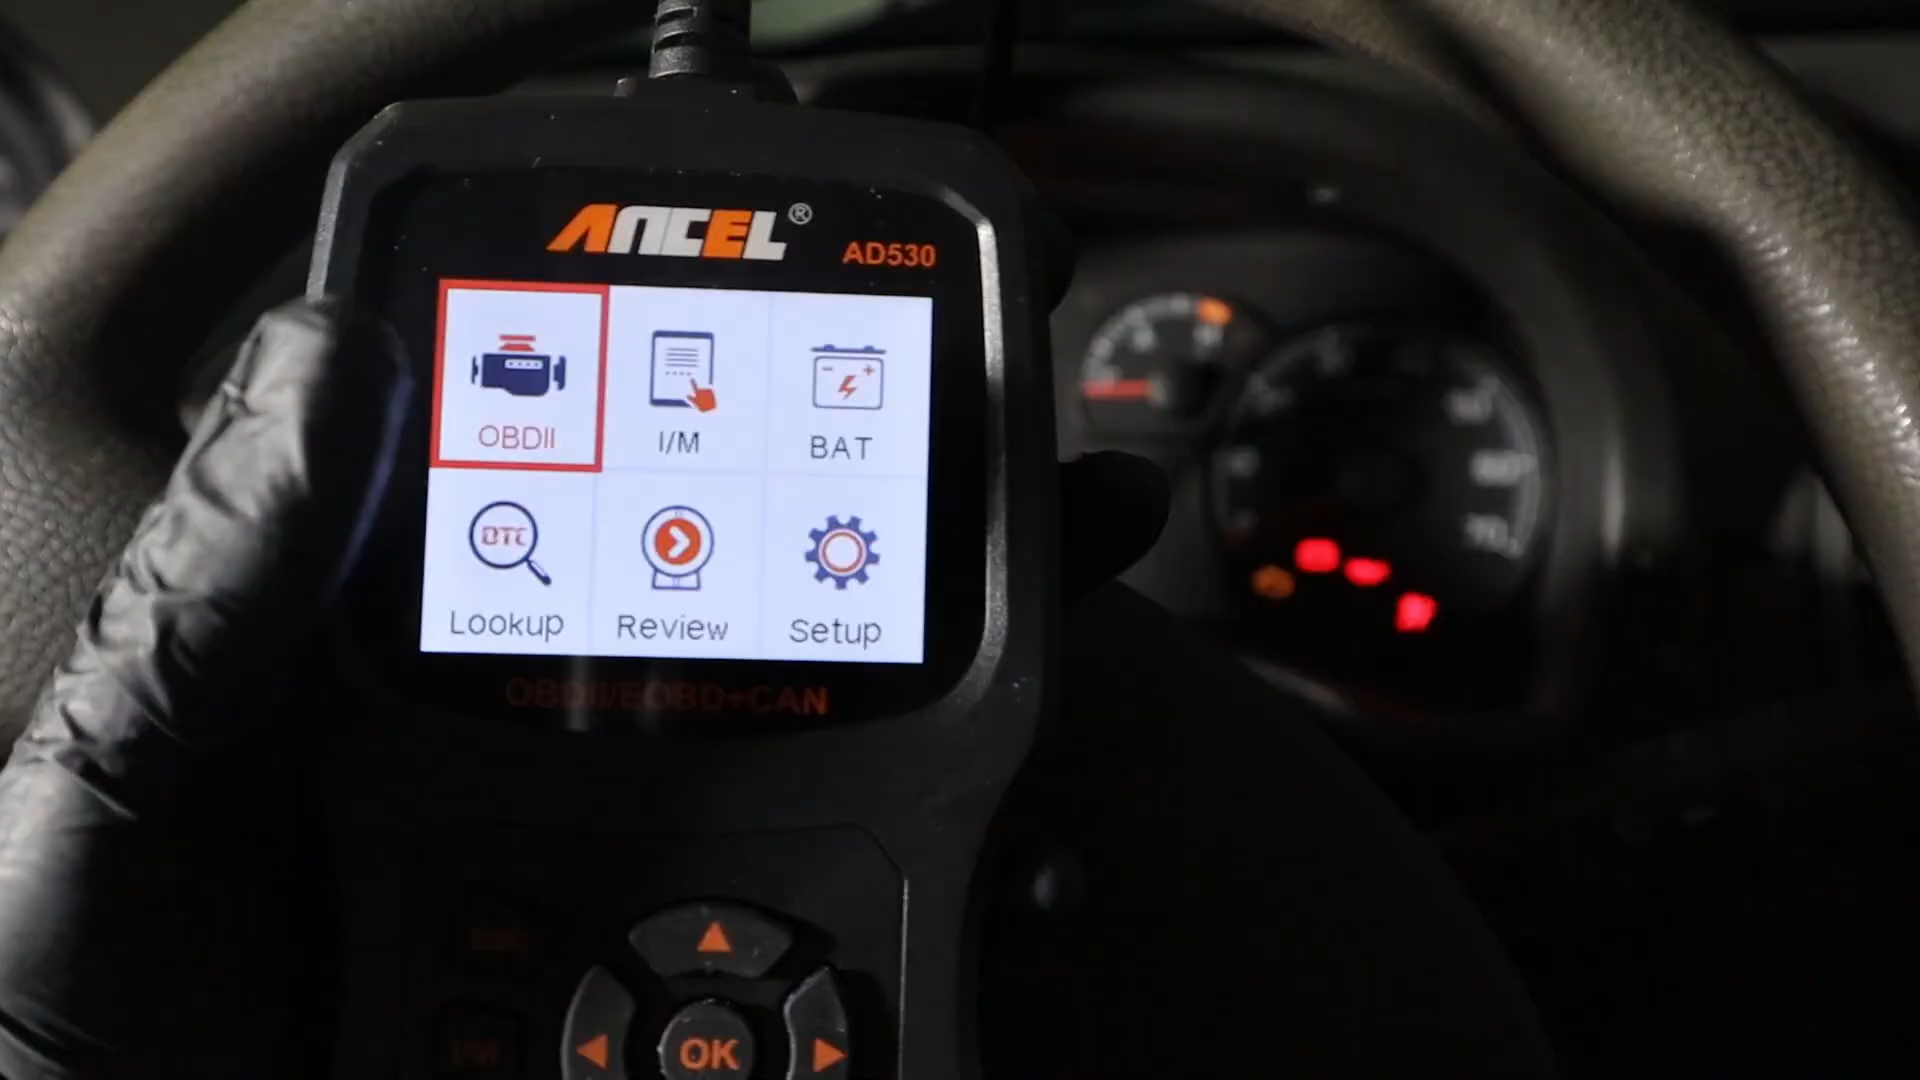 ANCEL®
AD530
OBDII
I/M
BAT
DTC
Lookup
Review
Setup
OBDII/EOBD+CAN
OK